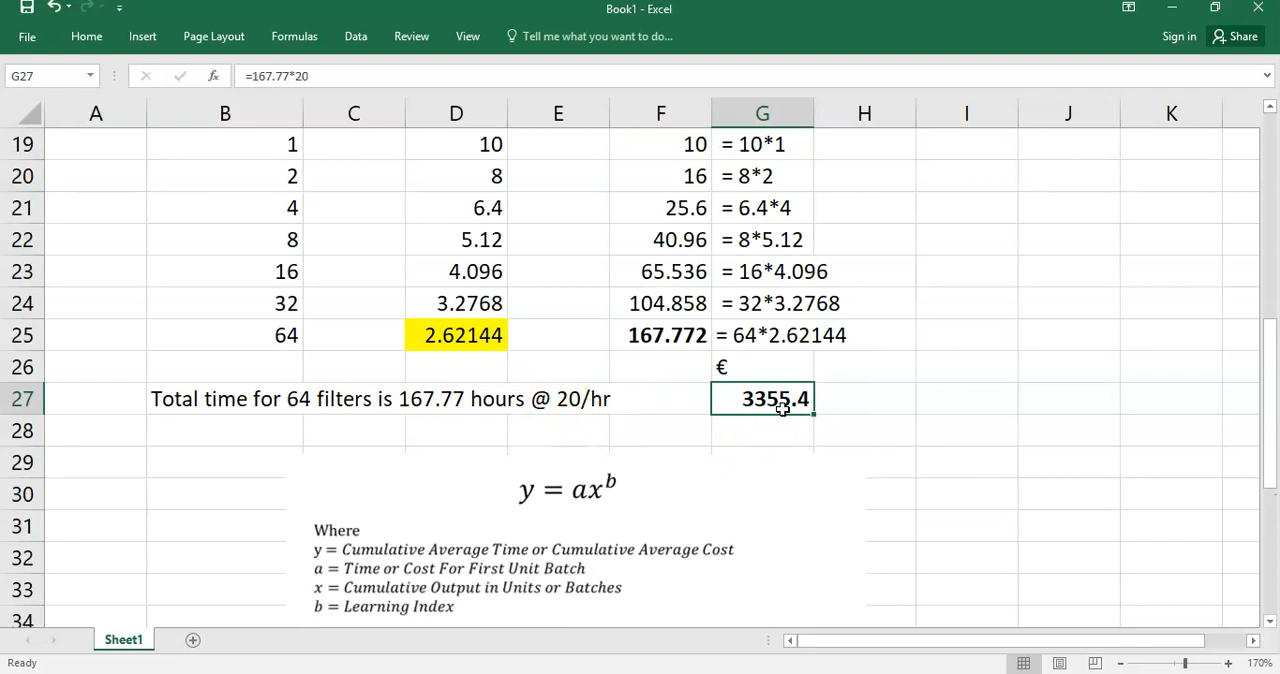 Book1 - Excel
File Home Insert Page Layout Formulas Data Review View Tell me what you want to do... Sign in Share
G27 fx =167.77*20
A B C D E F G H I J K
19 1 10 10 = 10*1
20 2 8 16 = 8*2
21 4 6.4 25.6 = 6.4*4
22 8 5.12 40.96 = 8*5.12
23 16 4.096 65.536 = 16*4.096
24 32 3.2768 104.858 = 32*3.2768
25 64 2.62144 167.772 = 64*2.62144
26 €
27 Total time for 64 filters is 167.77 hours @ 20/hr 3355.4
28
29
30 y = ax^b
31 Where
32 y = Cumulative Average Time or Cumulative Average Cost
a = Time or Cost For First Unit Batch
33 x = Cumulative Output in Units or Batches
34 b = Learning Index
Sheet1
Ready 170%